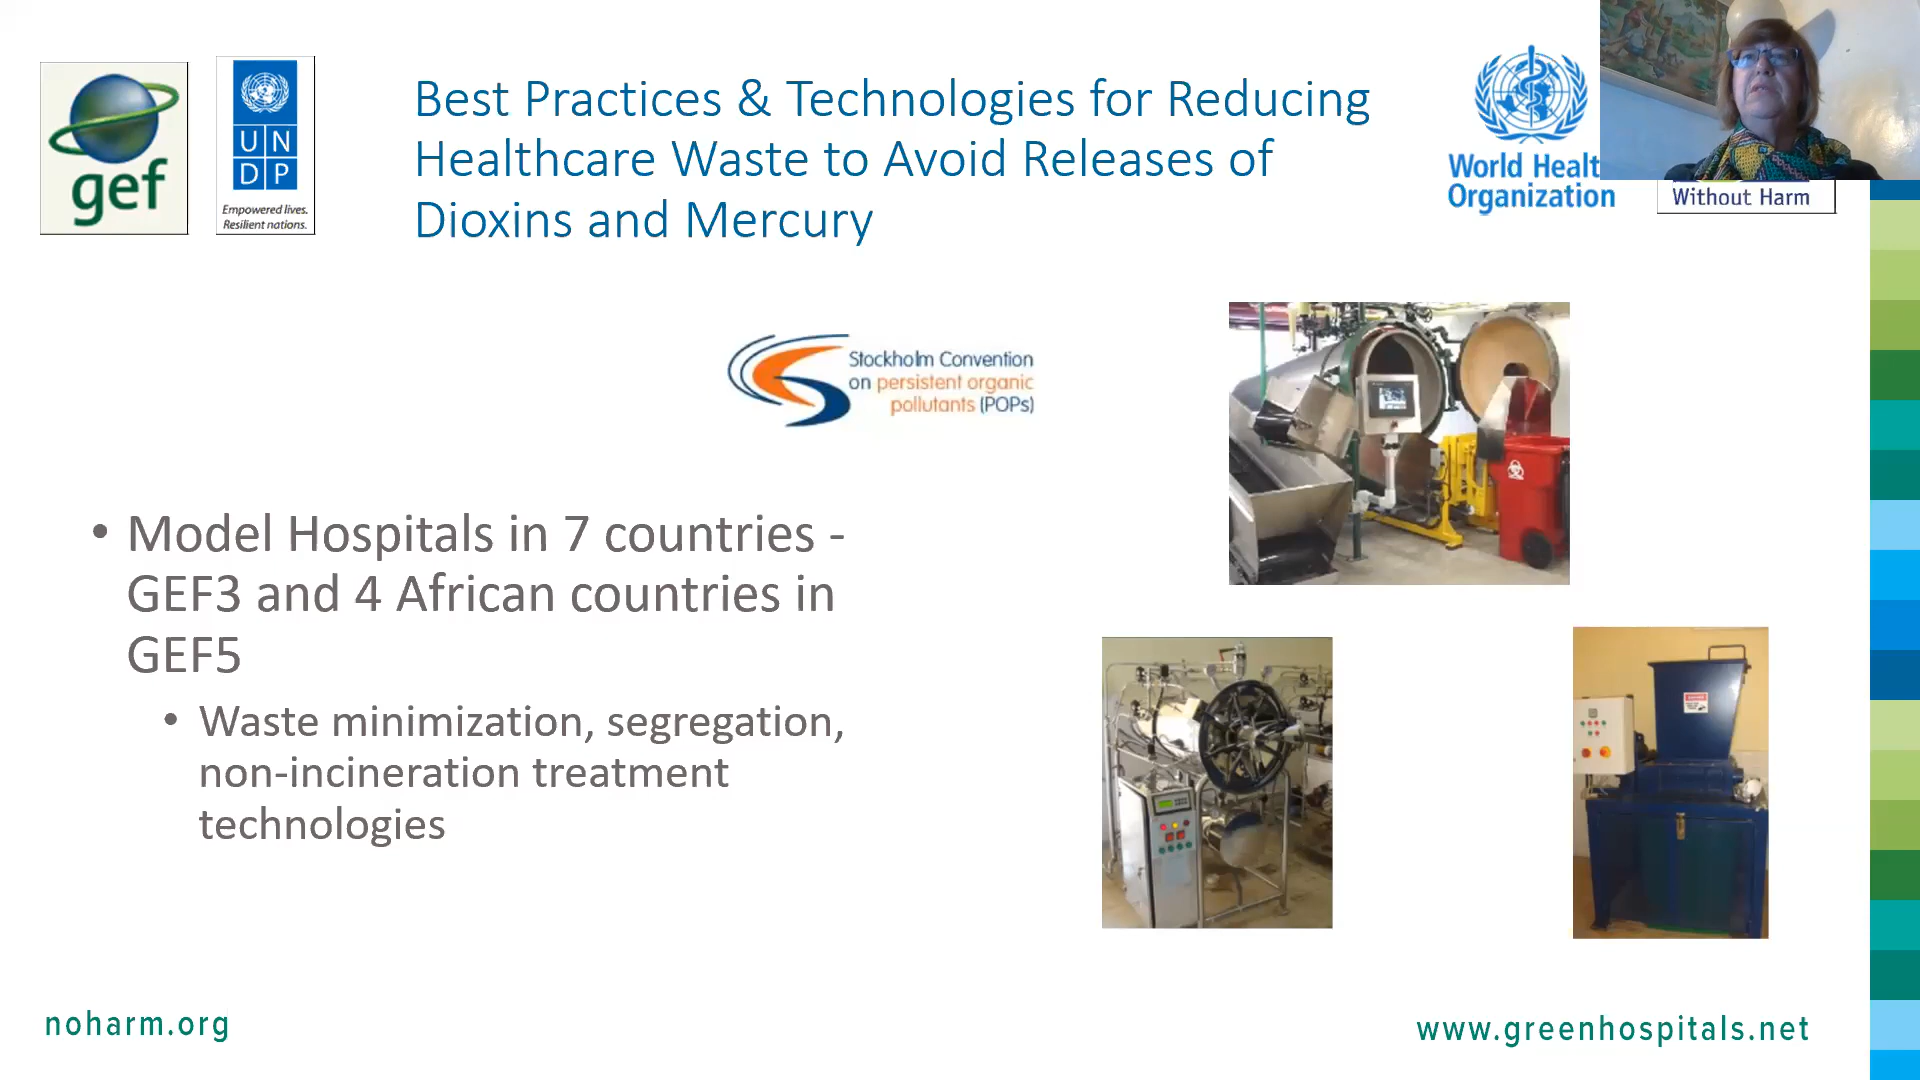 gef
UN
DP
Empowered lives.
Resilient nations.
Best Practices & Technologies for Reducing
Healthcare Waste to Avoid Releases of
Dioxins and Mercury
World Healt
Organization
Without Harm
Stockholm Convention
on persistent organic
pollutants (POPs)
• Model Hospitals in 7 countries -
GEF3 and 4 African countries in
GEF5
• Waste minimization, segregation,
non-incineration treatment
technologies
noharm.org
www.greenhospitals.net